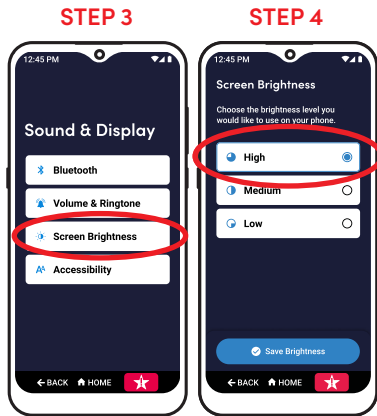 STEP 3
12:45 PM
Sound & Display
Bluetooth
Volume & Ringtone
Screen Brightness
AA Accessibility
BACK HOME
STEP 4
12:45 PM
Screen Brightness
Choose the brightness level you
would like to use on your phone.
High
Medium
Low
Save Brightness
BACK HOME